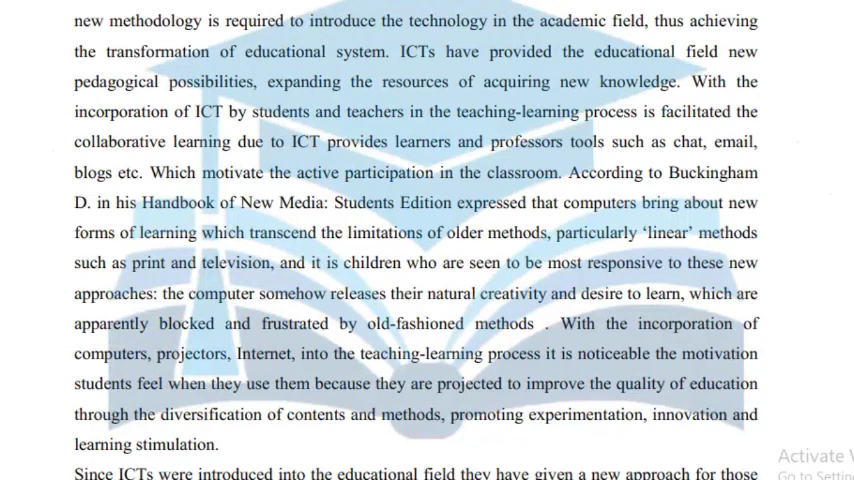 new methodology is required to introduce the technology in the academic field, thus achieving
the transformation of educational system. ICTs have provided the educational field new
pedagogical possibilities, expanding the resources of acquiring new knowledge. With the
incorporation of ICT by students and teachers in the teaching-learning process is facilitated the
collaborative learning due to ICT provides learners and professors tools such as chat, email,
blogs etc. Which motivate the active participation in the classroom. According to Buckingham
D. in his Handbook of New Media: Students Edition expressed that computers bring about new
forms of learning which transcend the limitations of older methods, particularly ‘linear’ methods
such as print and television, and it is children who are seen to be most responsive to these new
approaches: the computer somehow releases their natural creativity and desire to learn, which are
apparently blocked and frustrated by old-fashioned methods . With the incorporation of
computers, projectors, Internet, into the teaching-learning process it is noticeable the motivation
students feel when they use them because they are projected to improve the quality of education
through the diversification of contents and methods, promoting experimentation, innovation and
learning stimulation.
Since ICTs were introduced into the educational field they have given a new approach for those
Activate
Go to